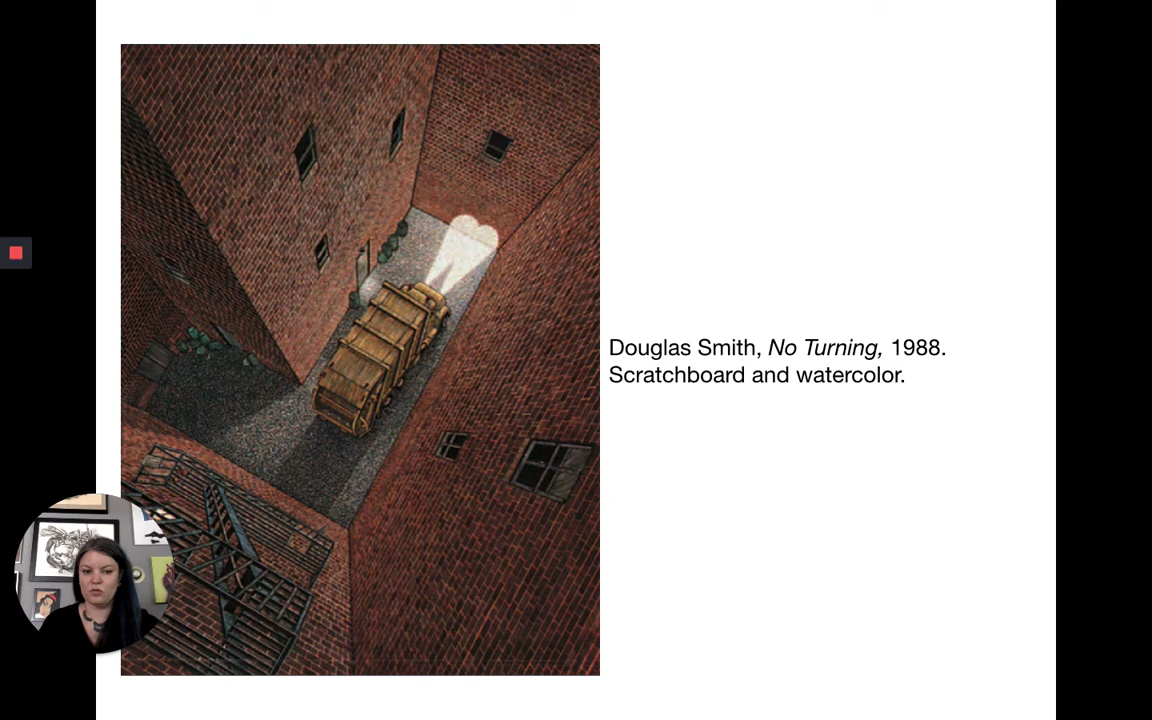 Douglas Smith, No Turning, 1988.
Scratchboard and watercolor.